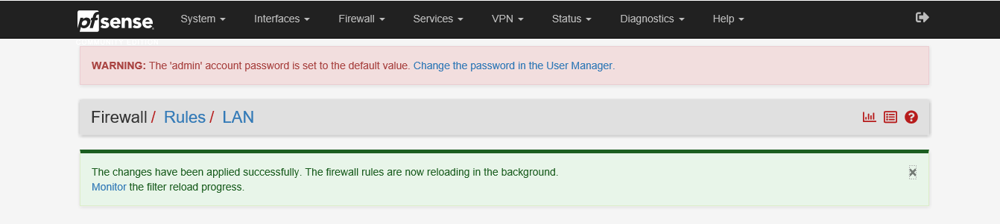 pfsense
System Interfaces Firewall Services VPN Status Diagnostics Help
COMMUNITY EDITION
WARNING: The 'admin' account password is set to the default value. Change the password in the User Manager.
Firewall / Rules / LAN
The changes have been applied successfully. The firewall rules are now reloading in the background.
Monitor the filter reload progress.